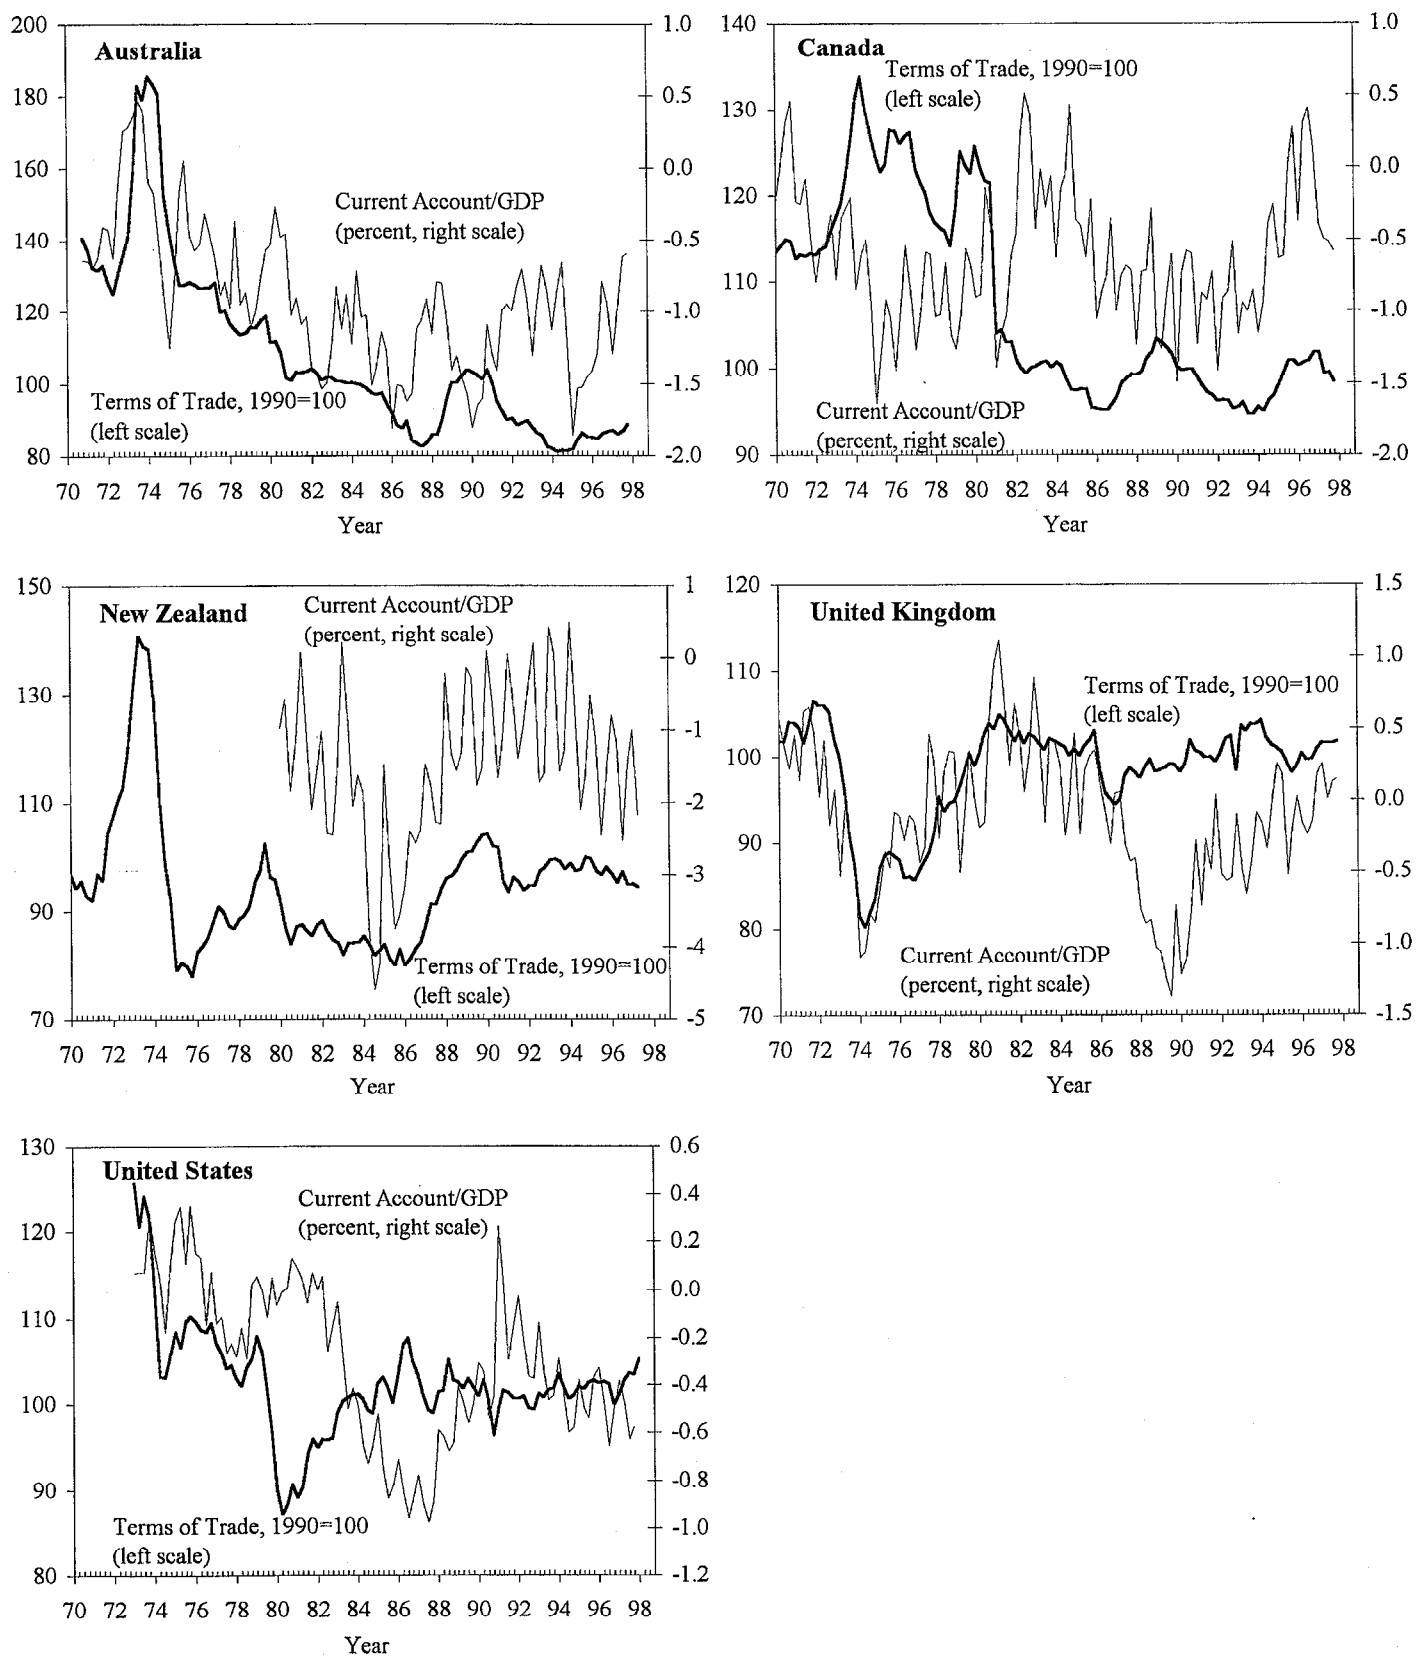 Australia
Terms of Trade, 1990=100
(left scale)
Current Account/GDP
(percent, right scale)
200
180
160
140
120
100
80
1.0
0.5
0.0
-0.5
-1.0
-1.5
-2.0
70 72 74 76 78 80 82 84 86 88 90 92 94 96 98
Year
Canada
Terms of Trade, 1990=100
(left scale)
Current Account/GDP
(percent, right scale)
140
130
120
110
100
90
1.0
0.5
0.0
-0.5
-1.0
-1.5
-2.0
70 72 74 76 78 80 82 84 86 88 90 92 94 96 98
Year
New Zealand
Current Account/GDP
(percent, right scale)
Terms of Trade, 1990=100
(left scale)
150
130
110
90
70
1
0
-1
-2
-3
-4
-5
70 72 74 76 78 80 82 84 86 88 90 92 94 96 98
Year
United Kingdom
Terms of Trade, 1990=100
(left scale)
Current Account/GDP
(percent, right scale)
120
110
100
90
80
70
1.5
1.0
0.5
0.0
-0.5
-1.0
-1.5
70 72 74 76 78 80 82 84 86 88 90 92 94 96 98
Year
United States
Current Account/GDP
(percent, right scale)
Terms of Trade, 1990=100
(left scale)
130
120
110
100
90
80
0.6
0.4
0.2
0.0
-0.2
-0.4
-0.6
-0.8
-1.0
-1.2
70 72 74 76 78 80 82 84 86 88 90 92 94 96 98
Year